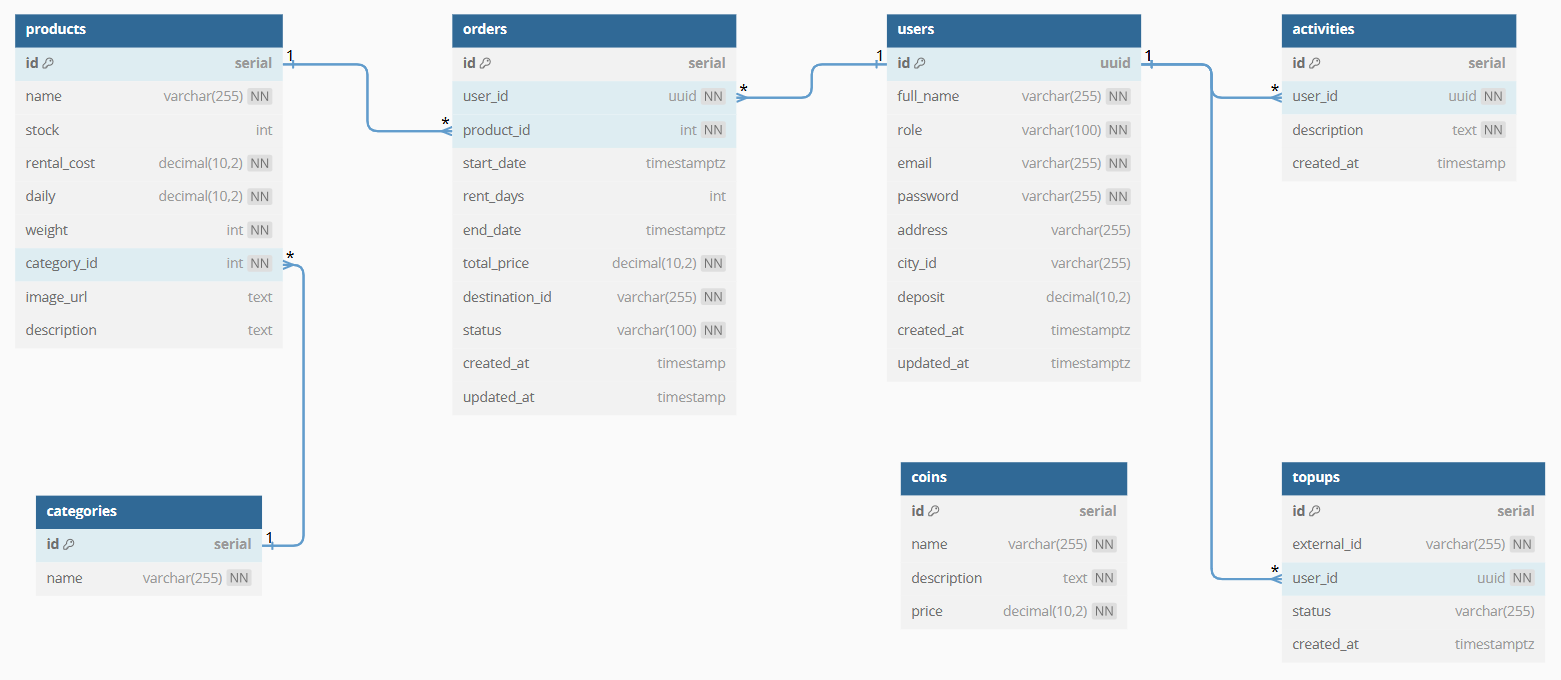 products
id serial
name varchar(255) NN
stock int
rental_cost decimal(10,2) NN
daily decimal(10,2) NN
weight int NN
category_id int NN
image_url text
description text
1
*
*
orders
id serial
user_id uuid NN
product_id int NN
start_date timestamptz
rent_days int
end_date timestamptz
total_price decimal(10,2) NN
destination_id varchar(255) NN
status varchar(100) NN
created_at timestamp
updated_at timestamp
*
1
users
id uuid
full_name varchar(255) NN
role varchar(100) NN
email varchar(255) NN
password varchar(255) NN
address varchar(255)
city_id varchar(255)
deposit decimal(10,2)
created_at timestamptz
updated_at timestamptz
1
*
activities
id serial
user_id uuid NN
description text NN
created_at timestamp
categories
id serial
name varchar(255) NN
1
coins
id serial
name varchar(255) NN
description text NN
price decimal(10,2) NN
*
topups
id serial
external_id varchar(255) NN
user_id uuid NN
status varchar(255)
created_at timestamptz